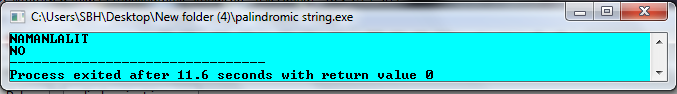 C:\Users\SBH\Desktop\New folder (4)\palindromic string.exe
NAMANLALIT
NO
--------------------------------
Process exited after 11.6 seconds with return value 0